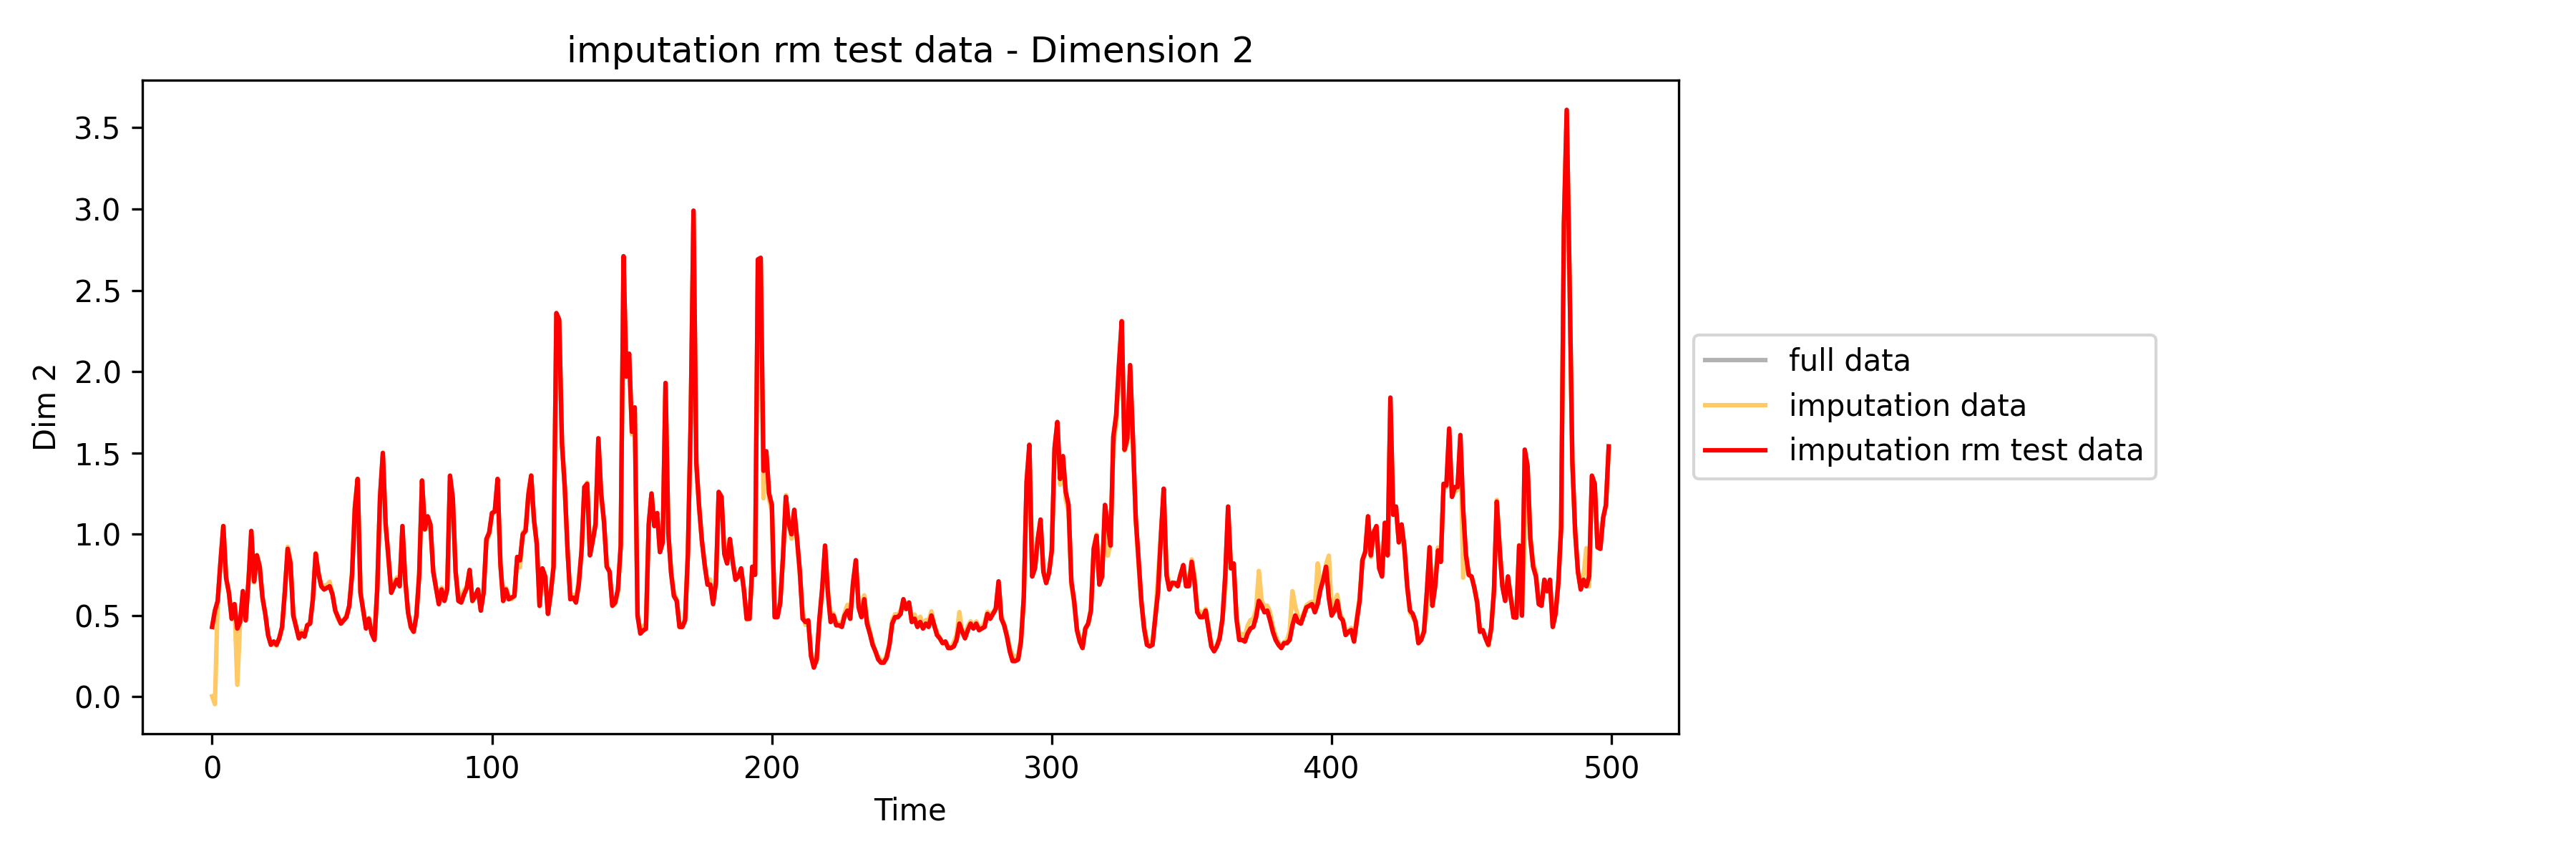 imputation rm test data - Dimension 2
3.5
3.0
2.5
2.0
1.5
1.0
0.5
0.0
Dim 2
0 100 200 300 400 500
Time
full data
imputation data
imputation rm test data